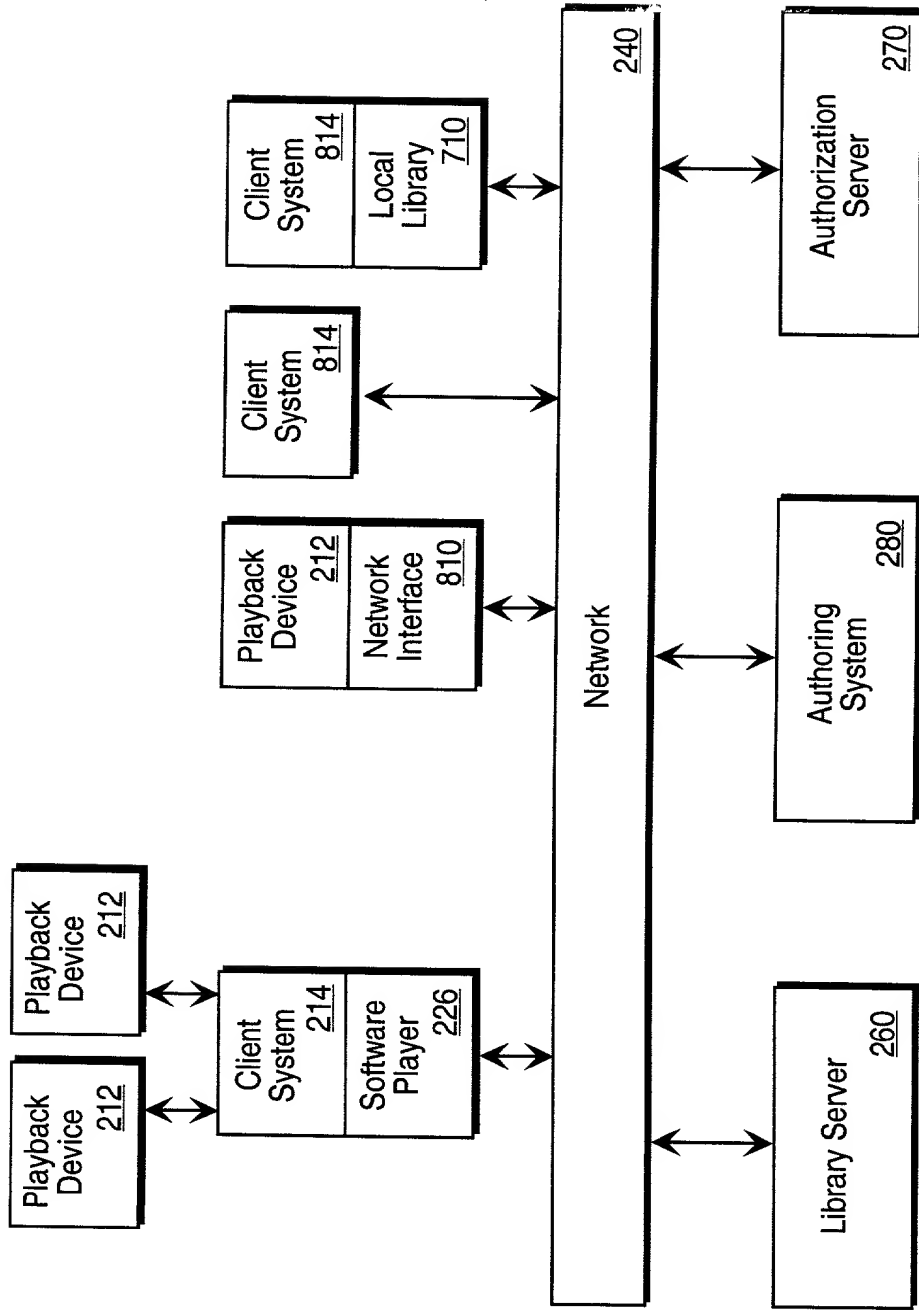 Playback
Device
212
Playback
Device
212
Client
System
214
Software
Player
226
Playback
Device
212
Network
Interface
810
Client
System
814
Client
System
814
Local
Library
710
Network
240
Library Server
260
Authoring
System
280
Authorization
Server
270